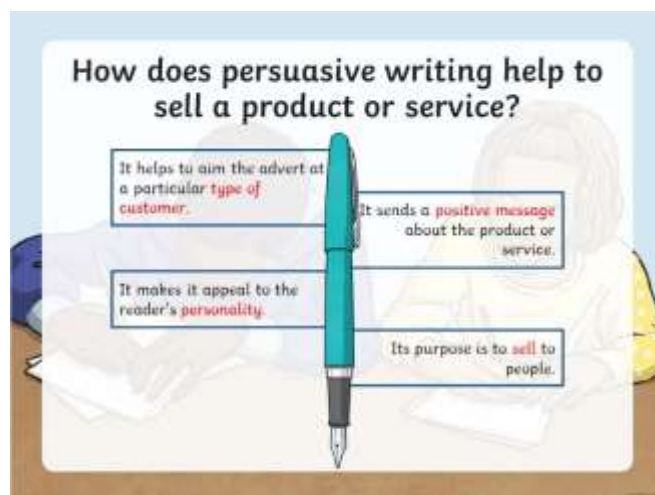 How does persuasive writing help to
sell a product or service?
It helps to aim the advert at
a particular type of
customer.
It sends a positive message
about the product or
service.
It makes it appeal to the
reader's personality.
Its purpose is to sell to
people.